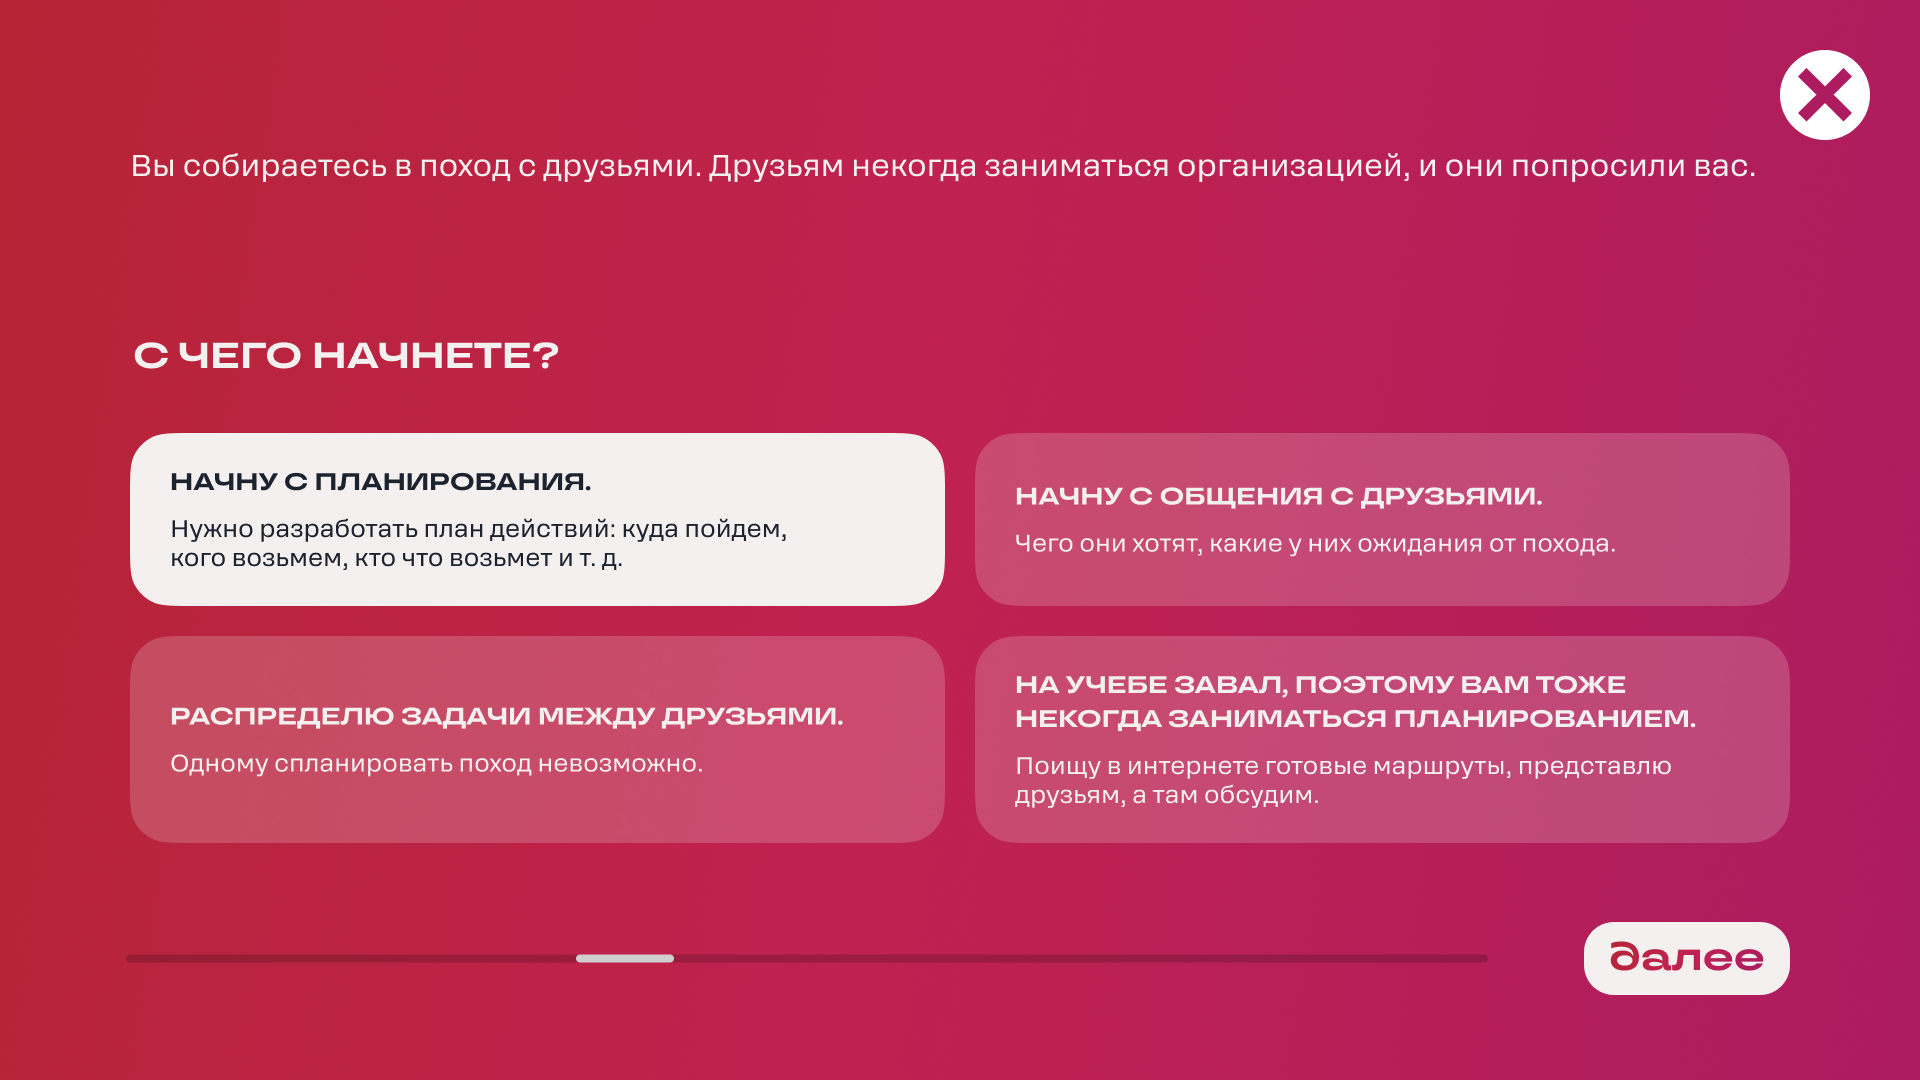 Вы собираетесь в поход с друзьями. Друзьям некогда заниматься организацией, и они попросили вас.
С ЧЕГО НАЧНЕТЕ?
НАЧНУ С ПЛАНИРОВАНИЯ.
Нужно разработать план действий: куда пойдем,
кого возьмем, кто что возьмет и т. д.
НАЧНУ С ОБЩЕНИЯ С ДРУЗЬЯМИ.
Чего они хотят, какие у них ожидания от похода.
РАСПРЕДЕЛЮ ЗАДАЧИ МЕЖДУ ДРУЗЬЯМИ.
Одному спланировать поход невозможно.
НА УЧЕБЕ ЗАВАЛ, ПОЭТОМУ ВАМ ТОЖЕ
НЕКОГДА ЗАНИМАТЬСЯ ПЛАНИРОВАНИЕМ.
Поищу в интернете готовые маршруты, представлю
друзьям, а там обсудим.
далее